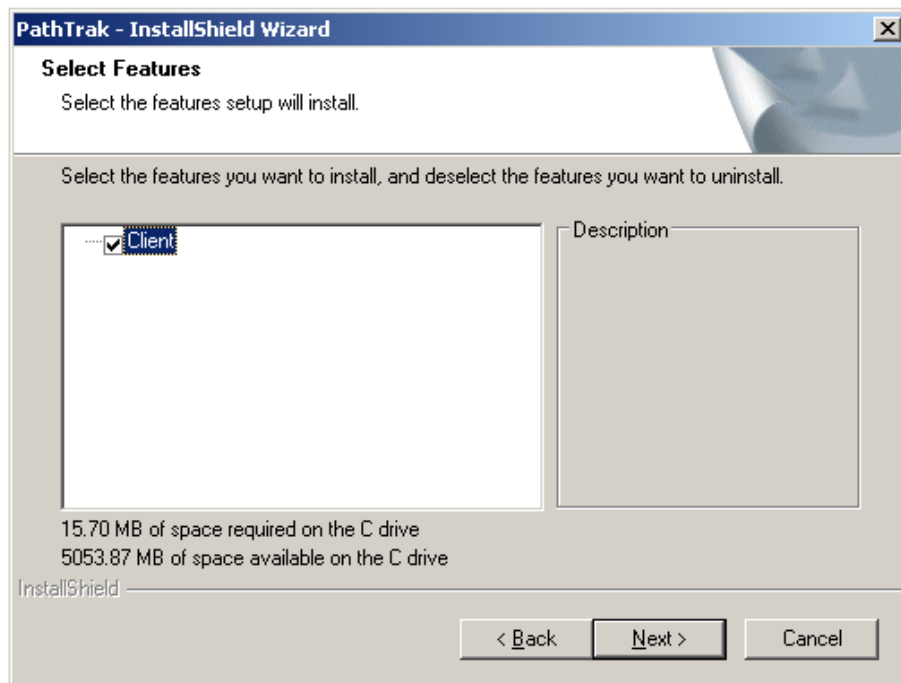 PathTrak - InstallShield Wizard
Select Features
Select the features setup will install.
Select the features you want to install, and deselect the features you want to uninstall.
Client
Description
15.70 MB of space required on the C drive
5053.87 MB of space available on the C drive
InstallShield
< Back
Next >
Cancel